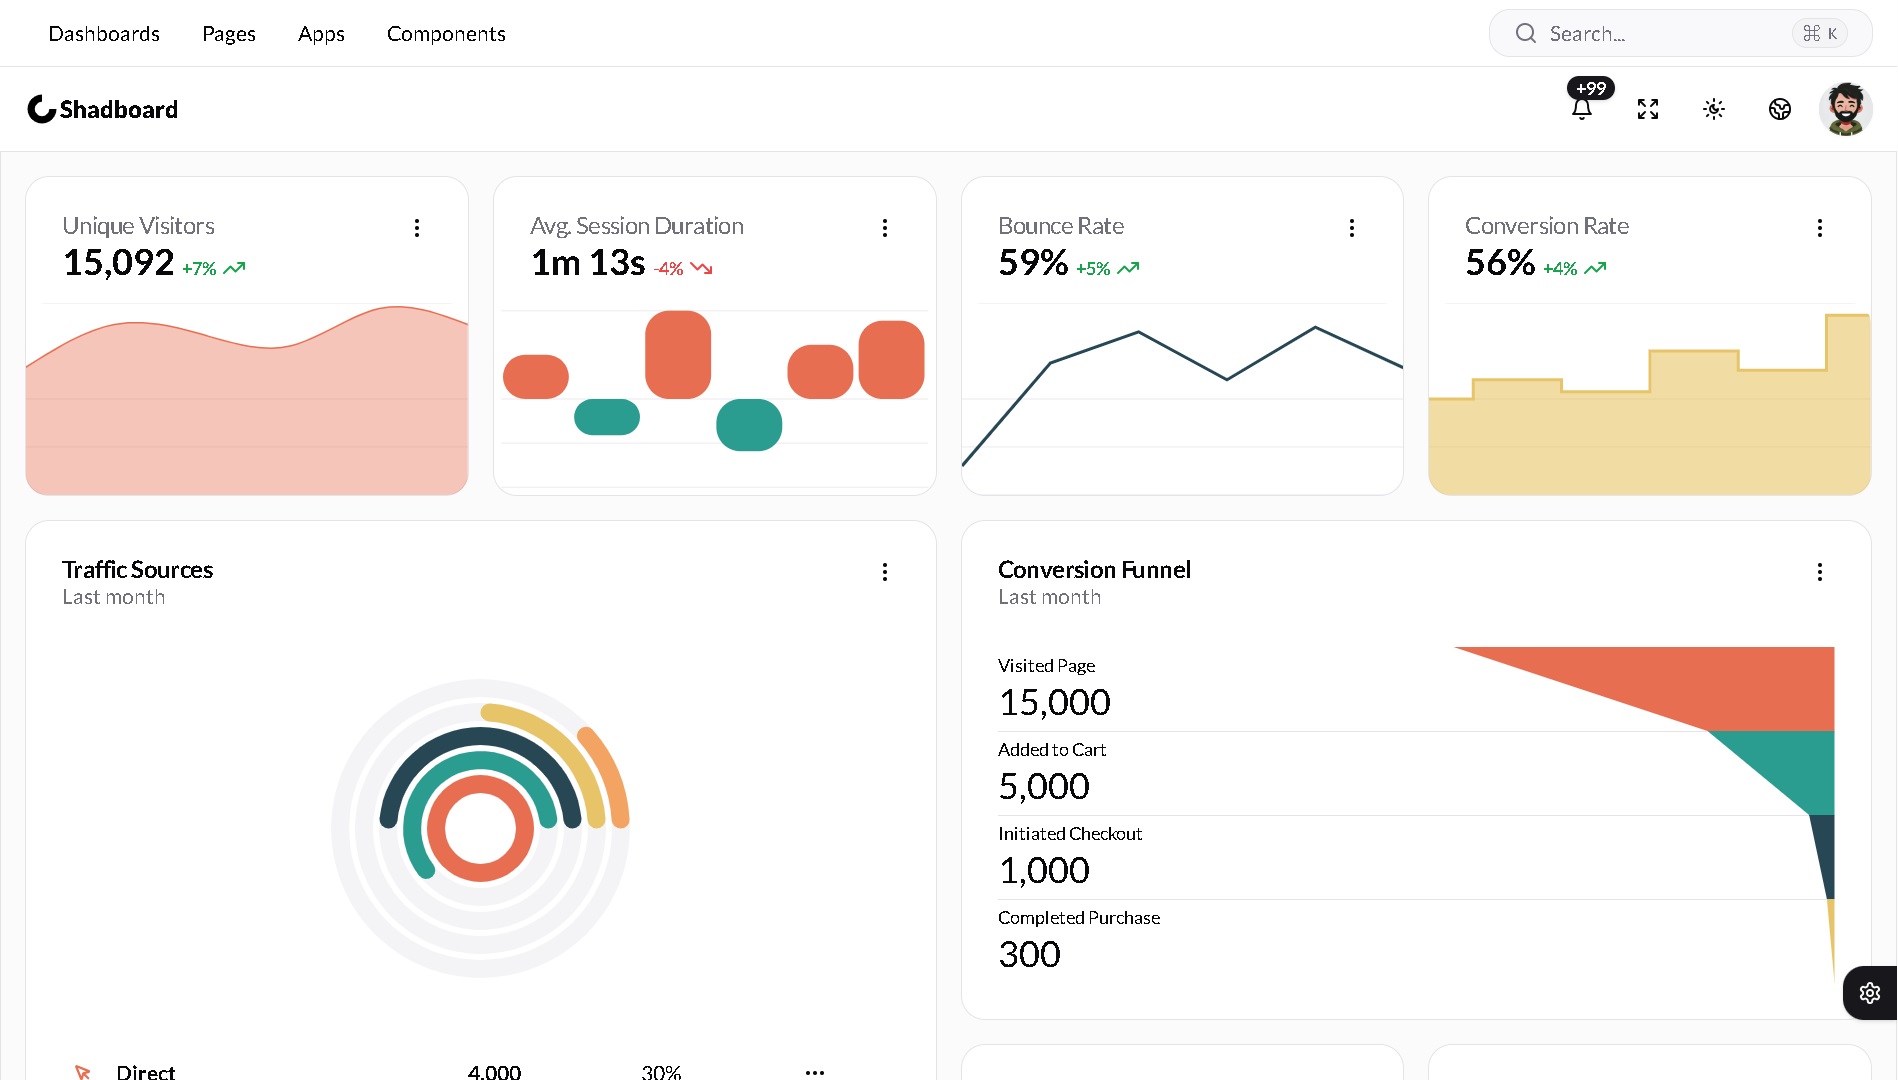 Dashboards Pages Apps Components Search... ⌘ K
Shadboard +99
Unique Visitors
15,092 +7%
Avg. Session Duration
1m 13s -4%
Bounce Rate
59% +5%
Conversion Rate
56% +4%
Traffic Sources
Last month
Direct 4,000 30%
Conversion Funnel
Last month
Visited Page
15,000
Added to Cart
5,000
Initiated Checkout
1,000
Completed Purchase
300